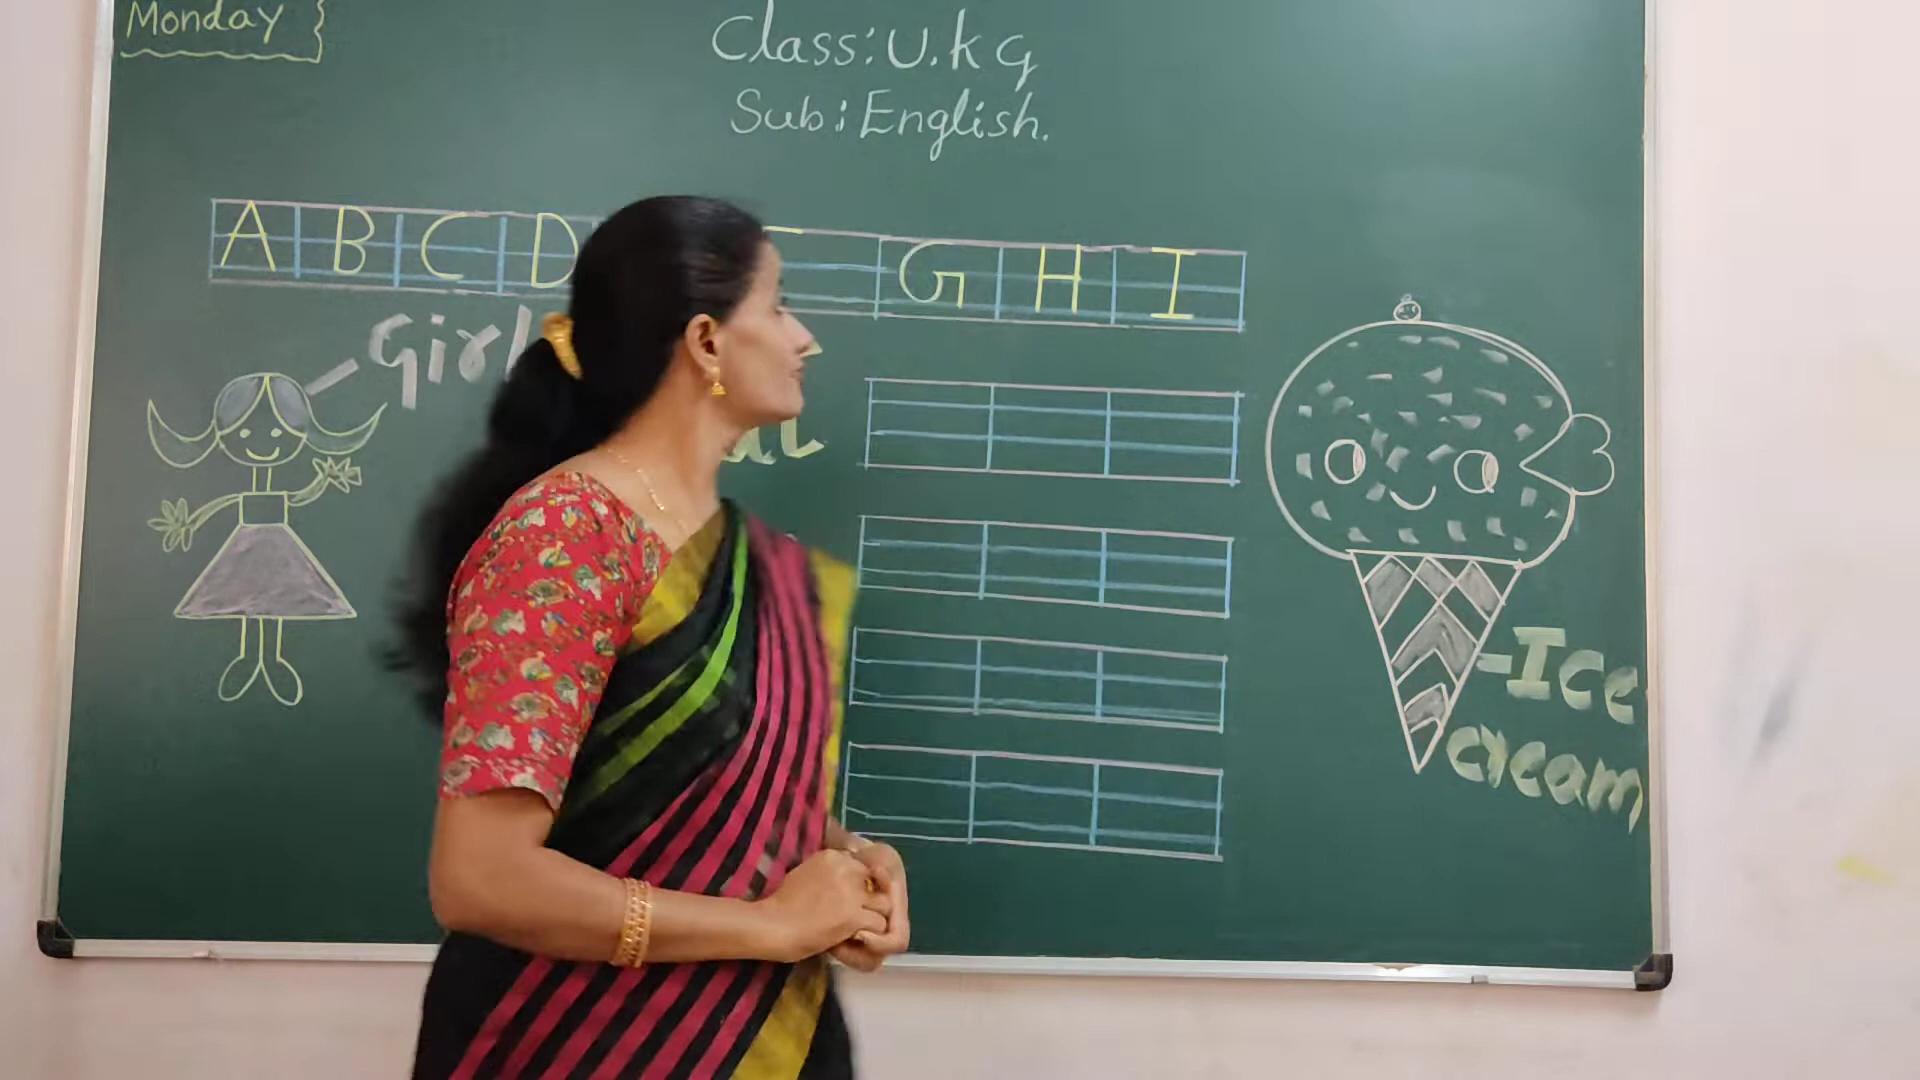 Monday
Class: U.K G
Sub: English.
A B C D G H I
Girl
-Ice
cream